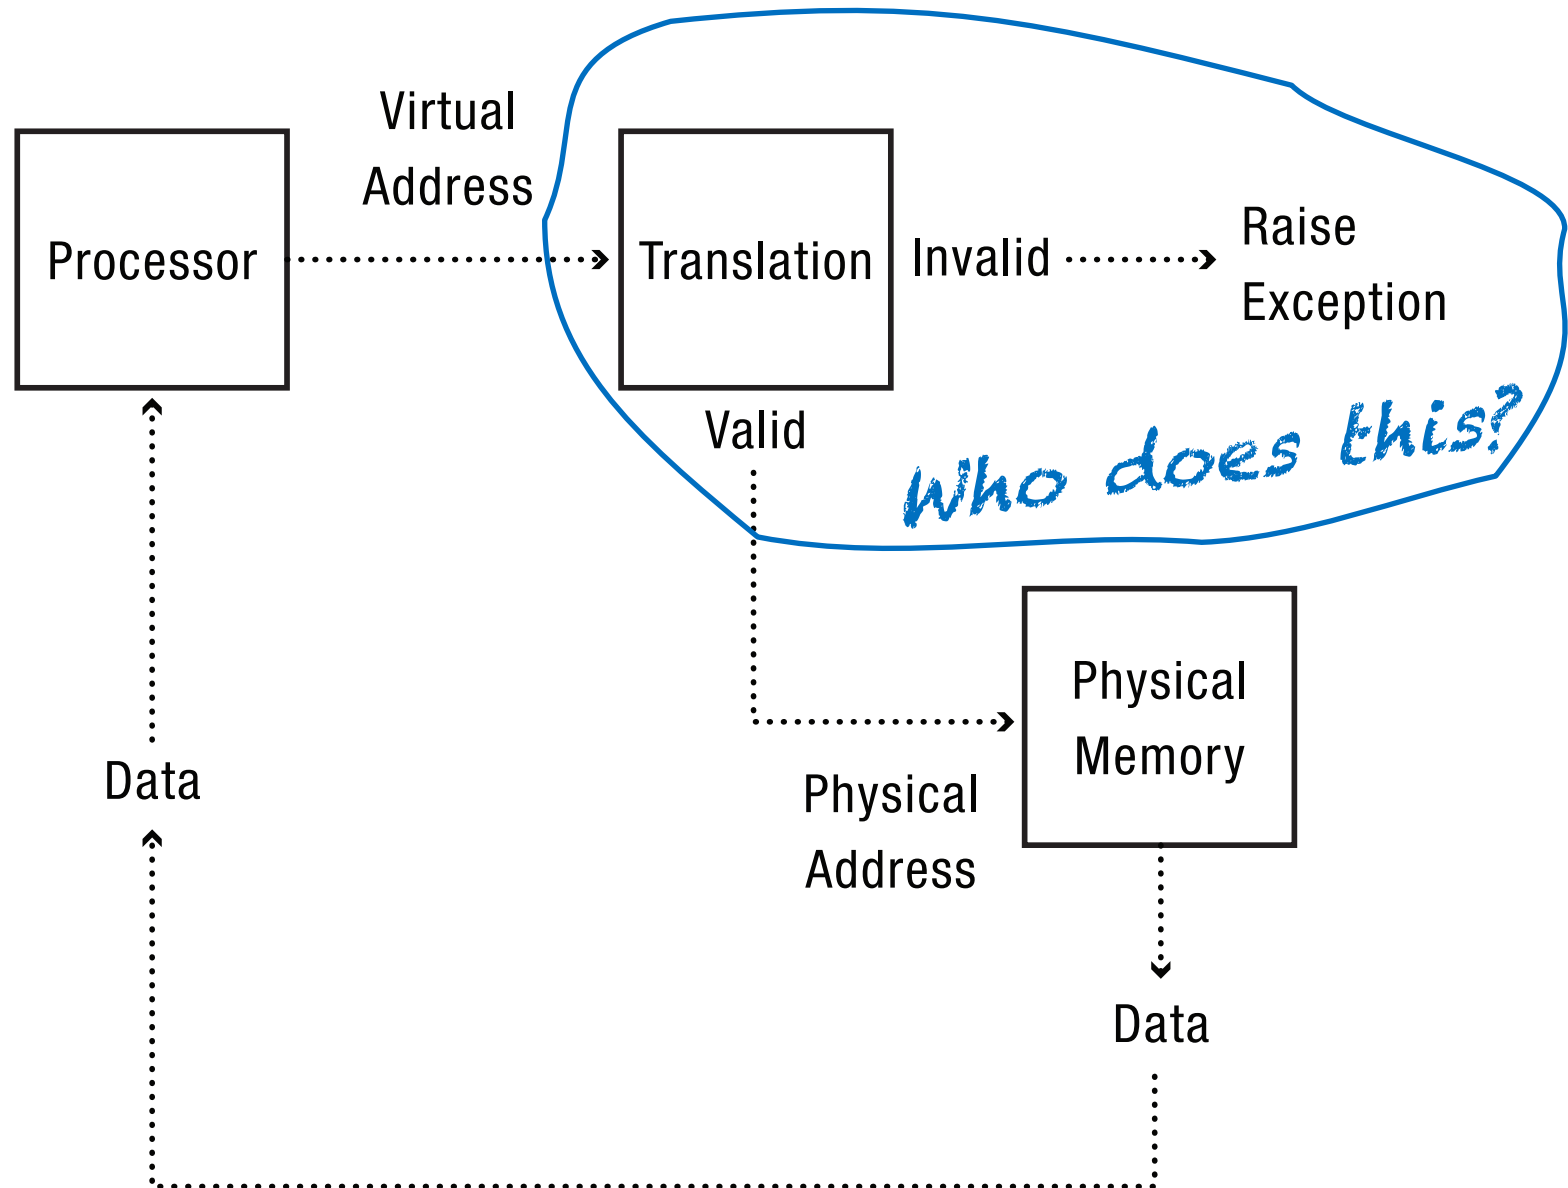 Virtual
Address
Processor
Translation
Invalid
Raise
Exception
Valid
Who does this?
Physical
Memory
Data
Physical
Address
Data